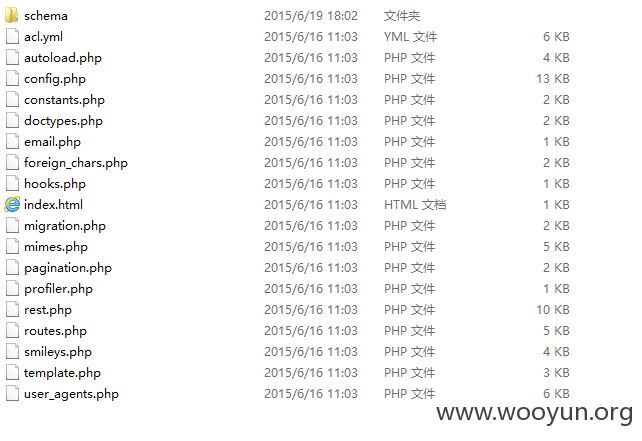 schema 2015/6/19 18:02 文件夹
acl.yml 2015/6/16 11:03 YML 文件 6 KB
autoload.php 2015/6/16 11:03 PHP 文件 4 KB
config.php 2015/6/16 11:03 PHP 文件 13 KB
constants.php 2015/6/16 11:03 PHP 文件 2 KB
doctypes.php 2015/6/16 11:03 PHP 文件 2 KB
email.php 2015/6/16 11:03 PHP 文件 1 KB
foreign_chars.php 2015/6/16 11:03 PHP 文件 2 KB
hooks.php 2015/6/16 11:03 PHP 文件 1 KB
index.html 2015/6/16 11:03 HTML 文档 1 KB
migration.php 2015/6/16 11:03 PHP 文件 2 KB
mimes.php 2015/6/16 11:03 PHP 文件 5 KB
pagination.php 2015/6/16 11:03 PHP 文件 2 KB
profiler.php 2015/6/16 11:03 PHP 文件 1 KB
rest.php 2015/6/16 11:03 PHP 文件 10 KB
routes.php 2015/6/16 11:03 PHP 文件 5 KB
smileys.php 2015/6/16 11:03 PHP 文件 4 KB
template.php 2015/6/16 11:03 PHP 文件 3 KB
user_agents.php 2015/6/16 11:03 PHP 文件 6 KB
www.wooyun.org